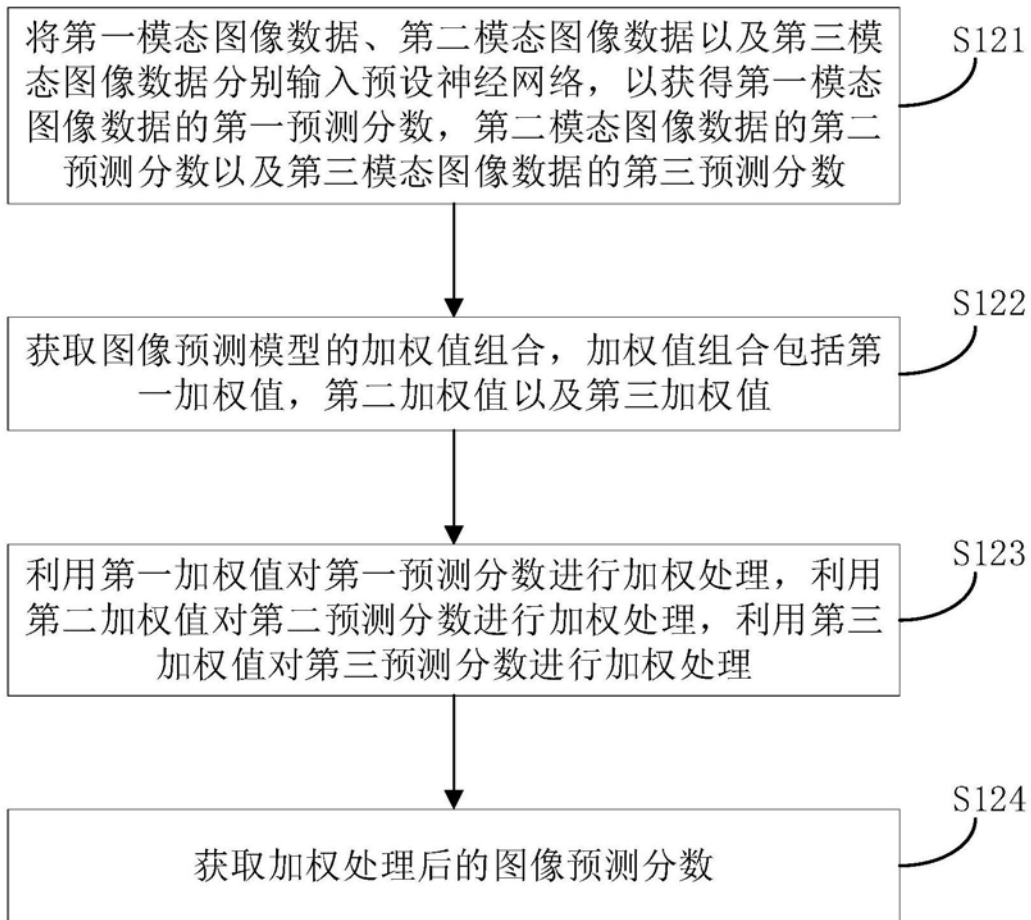 将第一模态图像数据、第二模态图像数据以及第三模
态图像数据分别输入预设神经网络，以获得第一模态
图像数据的第一预测分数，第二模态图像数据的第二
预测分数以及第三模态图像数据的第三预测分数
S121
获取图像预测模型的加权值组合，加权值组合包括第
一加权值，第二加权值以及第三加权值
S122
利用第一加权值对第一预测分数进行加权处理，利用
第二加权值对第二预测分数进行加权处理，利用第三
加权值对第三预测分数进行加权处理
S123
获取加权处理后的图像预测分数
S124